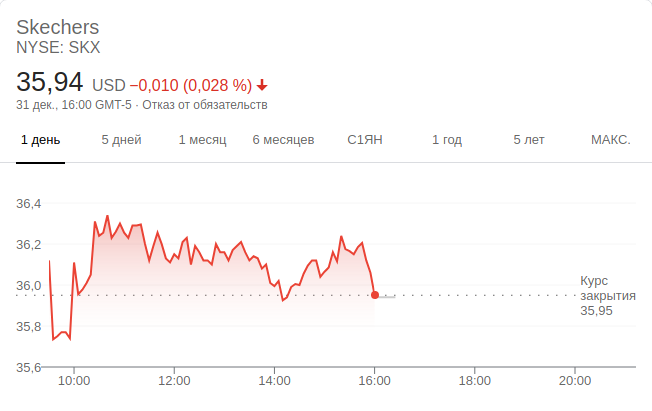 Skechers
NYSE: SKX
35,94 USD −0,010 (0,028 %)
31 дек., 16:00 GMT-5 · Отказ от обязательств
1 день 5 дней 1 месяц 6 месяцев С1ЯН 1 год 5 лет МАКС.
36,4
36,2
36,0
35,8
35,6
Курс
закрытия
35,95
10:00 12:00 14:00 16:00 18:00 20:00